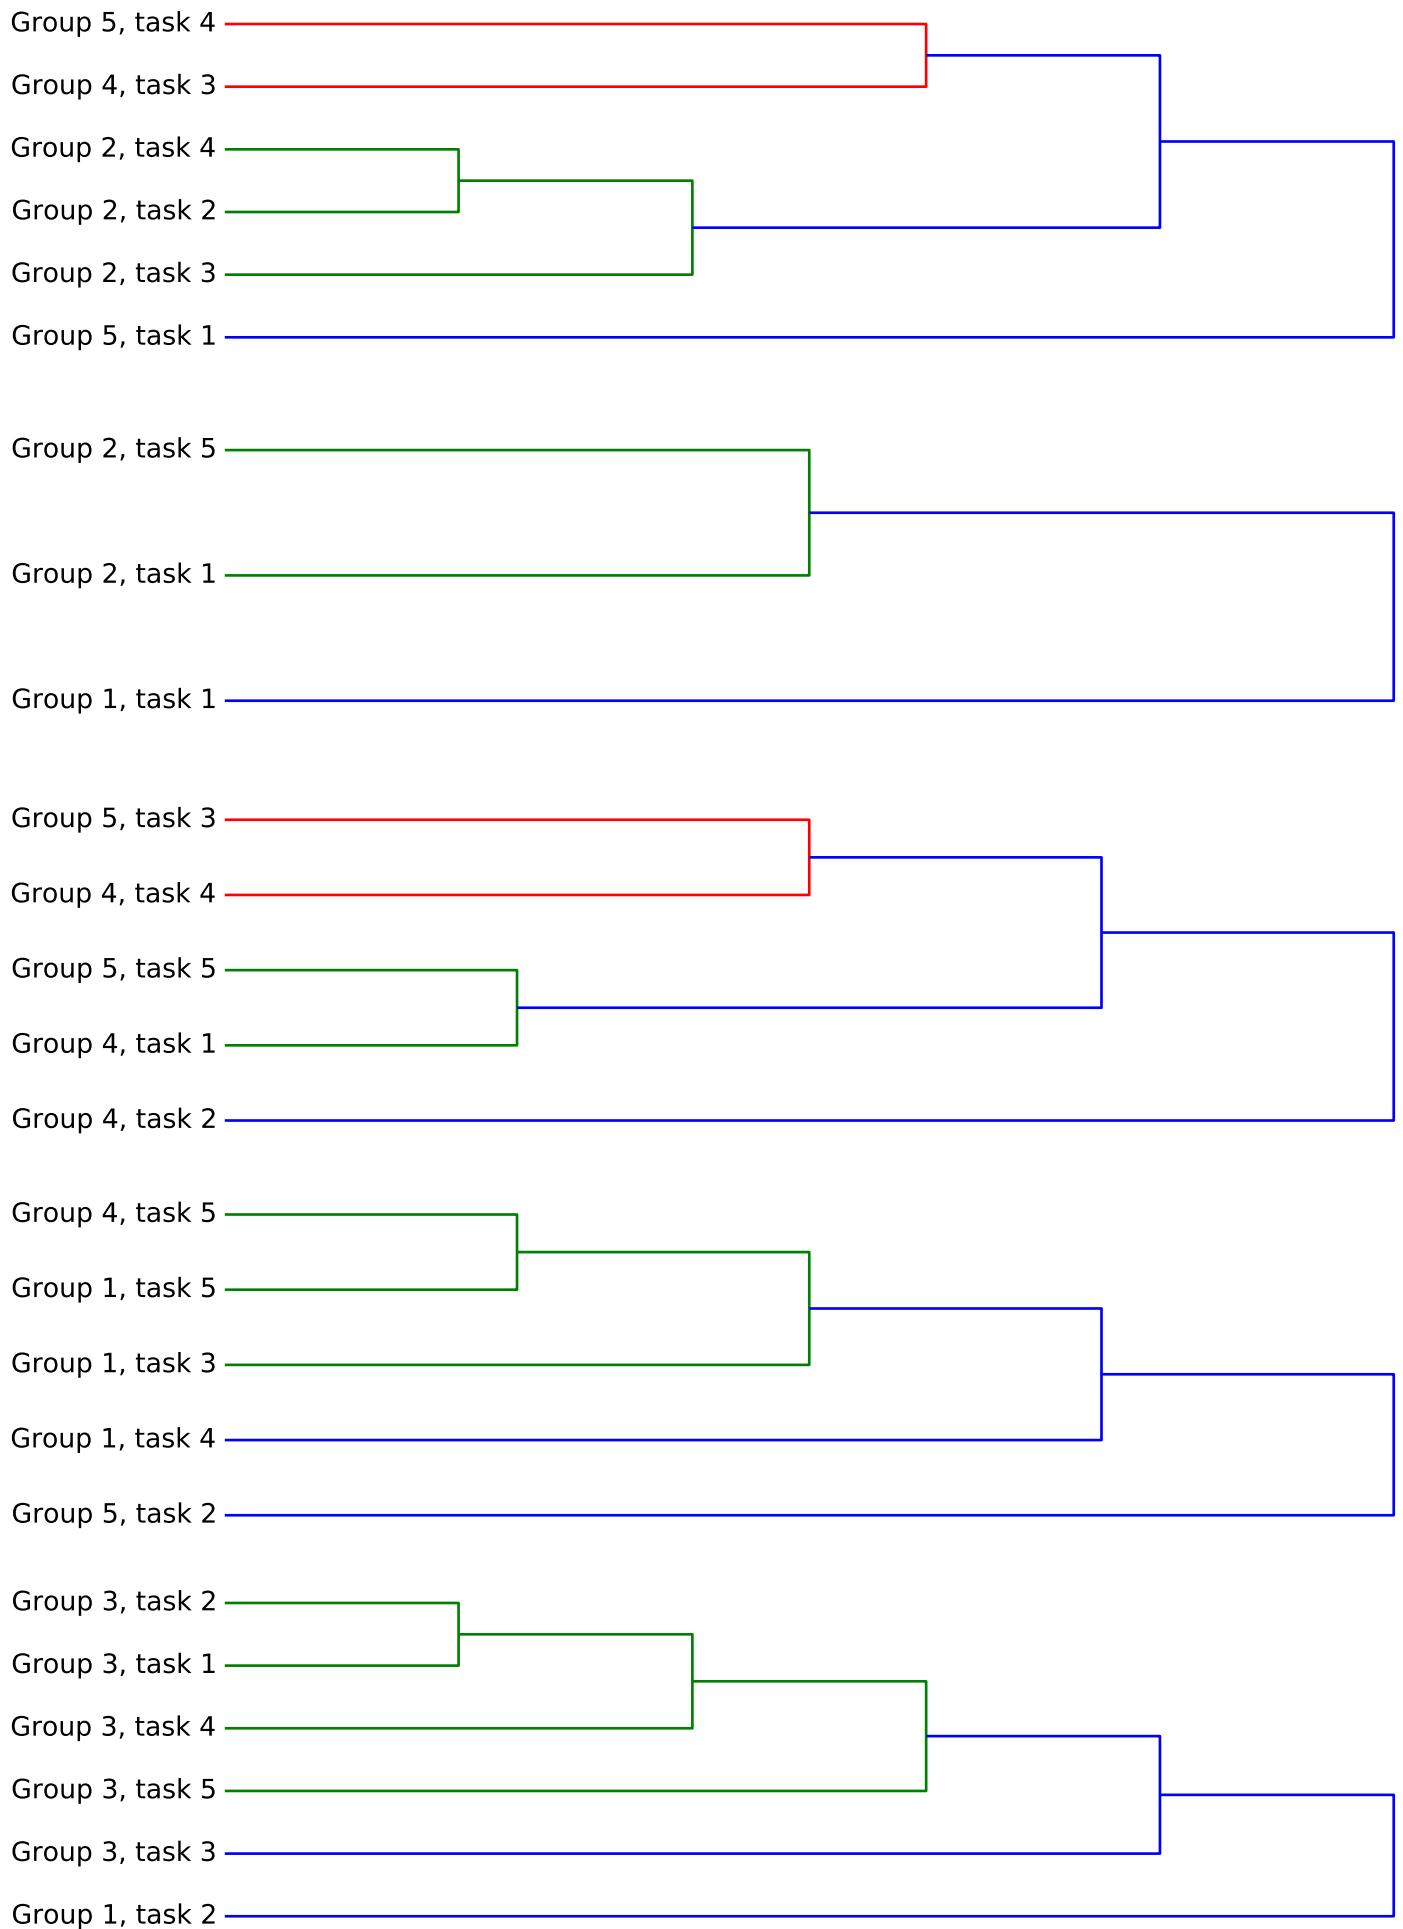 Group 5, task 4
Group 4, task 3
Group 2, task 4
Group 2, task 2
Group 2, task 3
Group 5, task 1
Group 2, task 5
Group 2, task 1
Group 1, task 1
Group 5, task 3
Group 4, task 4
Group 5, task 5
Group 4, task 1
Group 4, task 2
Group 4, task 5
Group 1, task 5
Group 1, task 3
Group 1, task 4
Group 5, task 2
Group 3, task 2
Group 3, task 1
Group 3, task 4
Group 3, task 5
Group 3, task 3
Group 1, task 2